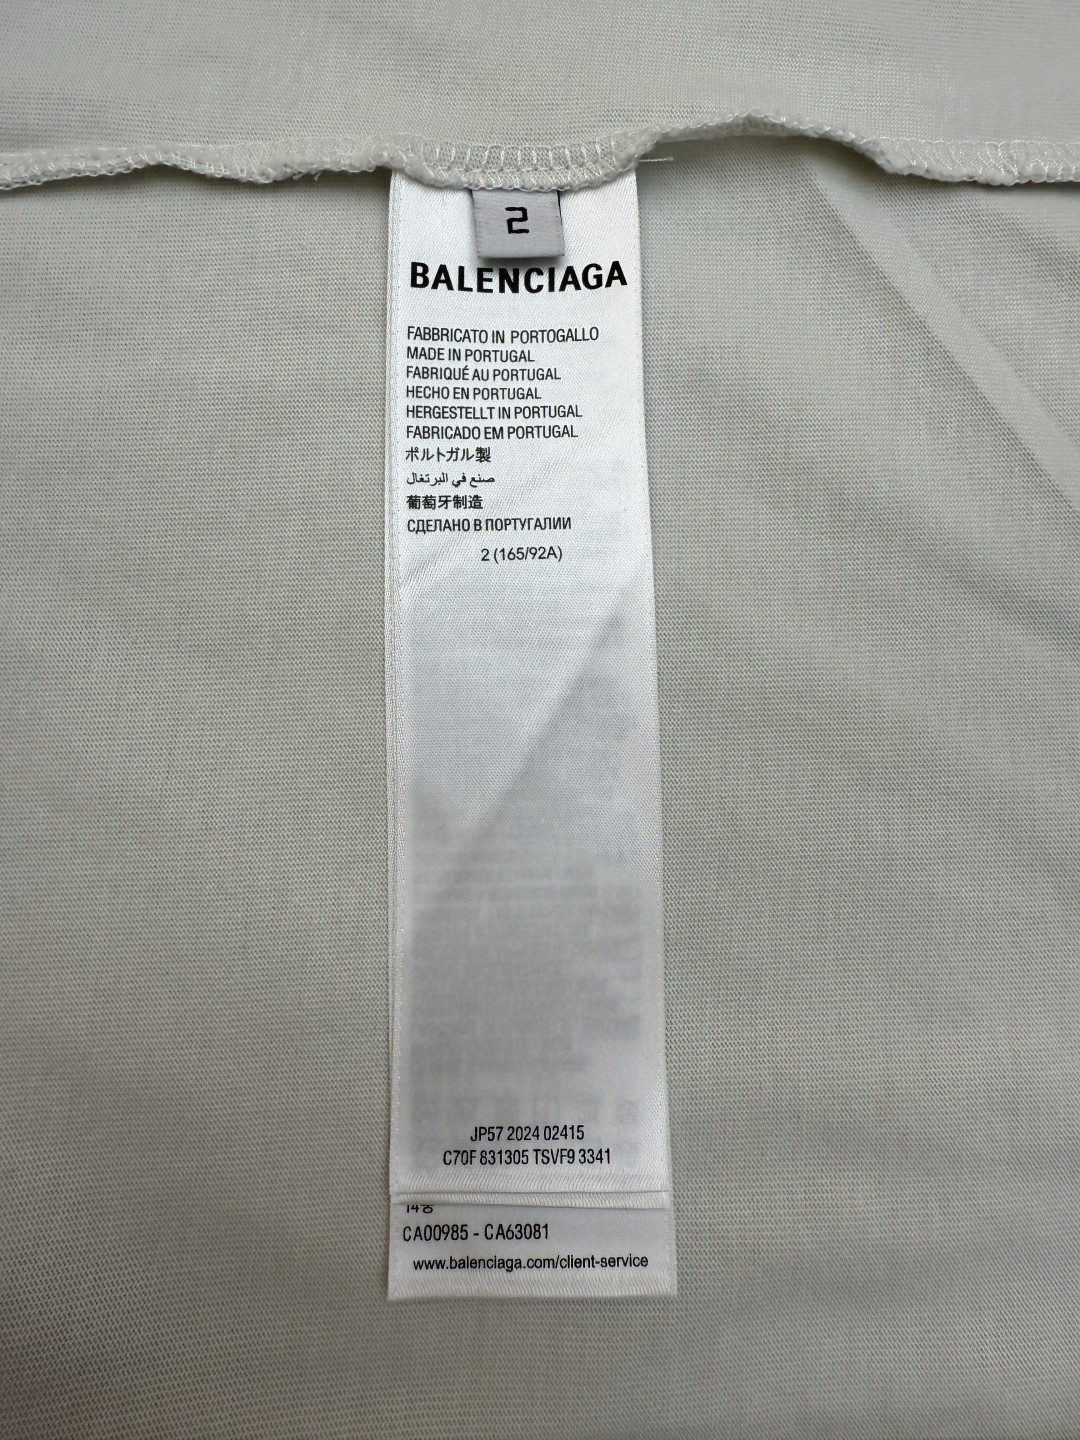 2
BALENCIAGA
FABBRICATO IN PORTOGALLO
MADE IN PORTUGAL
FABRIQUÉ AU PORTUGAL
HECHO EN PORTUGAL
HERGESTELLT IN PORTUGAL
FABRICADO EM PORTUGAL
ポルトガル製
صنع في البرتغال
葡萄牙制造
СДЕЛАНО В ПОРТУГАЛИИ
2 (165/92A)
JP57 2024 02415
C70F 831305 TSVF9 3341
CA00985 - CA63081
www.balenciaga.com/client-service